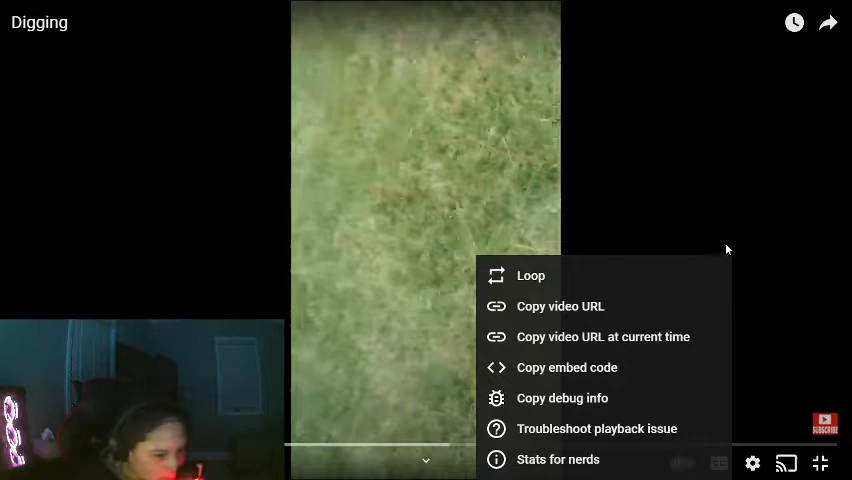 Digging
Loop
Copy video URL
Copy video URL at current time
Copy embed code
Copy debug info
Troubleshoot playback issue
Stats for nerds
SUBSCRIBE